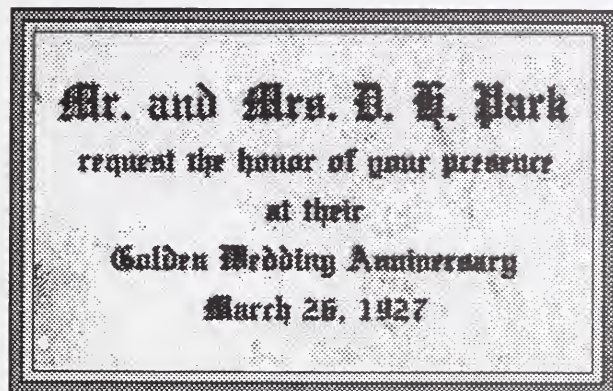 Mr. and Mrs. D. H. Park
request the honor of your presence
at their
Golden Wedding Anniversary
March 26, 1927